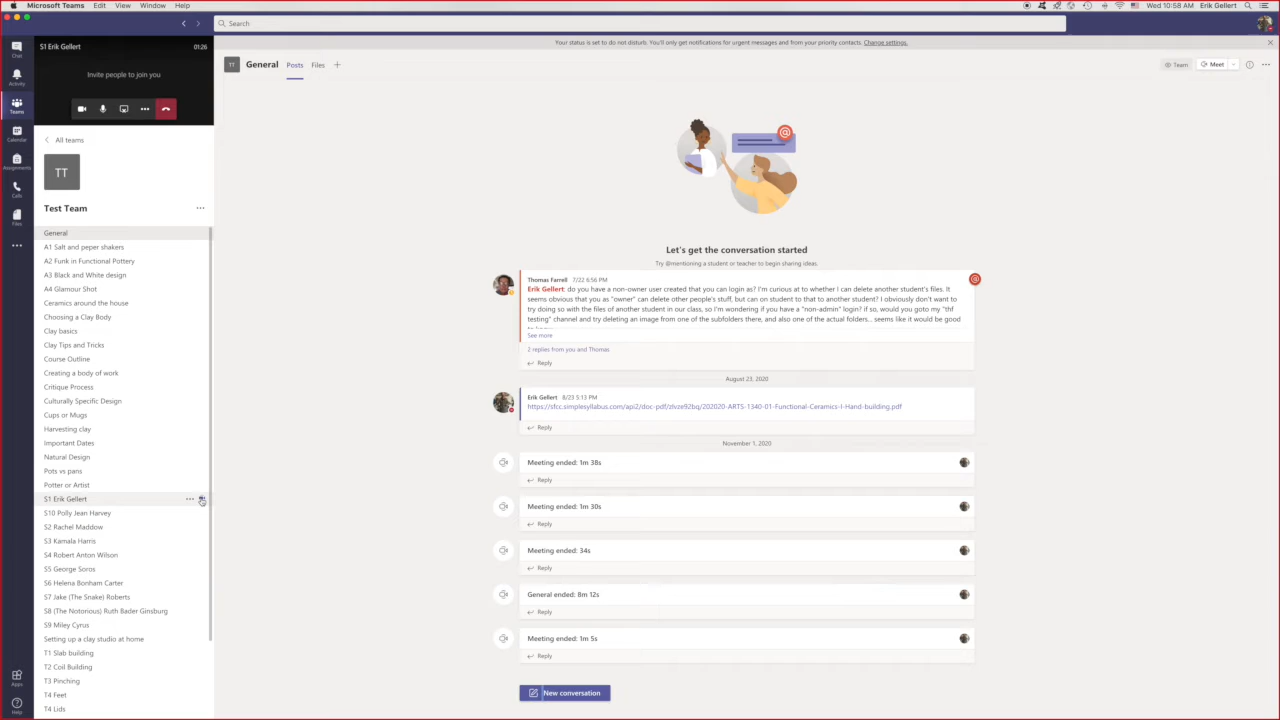 Microsoft Teams Edit View Window Help
Wed 10:58 AM Erik Gellert
Search
S1 Erik Gellert 01:26
Your status is set to do not disturb. You'll only get notifications for urgent messages and from your priority contacts. Change settings.
Invite people to join you
Chat
Activity
Teams
Calendar
Assignments
Calls
Files
Apps
Help
All teams
TT
Test Team
General
A1 Salt and peper shakers
A2 Funk in Functional Pottery
A3 Black and White design
A4 Glamour Shot
Ceramics around the house
Choosing a Clay Body
Clay basics
Clay Tips and Tricks
Course Outline
Creating a body of work
Critique Process
Culturally Specific Design
Cups or Mugs
Harvesting clay
Important Dates
Natural Design
Pots vs pans
Potter or Artist
S1 Erik Gellert
S10 Polly Jean Harvey
S2 Rachel Maddow
S3 Kamala Harris
S4 Robert Anton Wilson
S5 George Soros
S6 Helena Bonham Carter
S7 Jake (The Snake) Roberts
S8 (The Notorious) Ruth Bader Ginsburg
S9 Miley Cyrus
Setting up a clay studio at home
T1 Slab building
T2 Coil Building
T3 Pinching
T4 Feet
T4 Lids
TT General Posts Files
Team Meet
Let's get the conversation started
Try @mentioning a student or teacher to begin sharing ideas.
Thomas Farrell 7/22 6:56 PM
Erik Gellert: do you have a non-owner user created that you can login as? I'm curious at to whether I can delete another student's files. It
seems obvious that you as "owner" can delete other people's stuff, but can on student to that to another student? I obviously don't want to
try doing so with the files of another student in our class, so I'm wondering if you have a "non-admin" login? if so, would you goto my "thf
testing" channel and try deleting an image from one of the subfolders there, and also one of the actual folders... seems like it would be good
to know
See more
2 replies from you and Thomas
Reply
August 23, 2020
Erik Gellert 8/23 5:13 PM
https://sfcc.simplesyllabus.com/api2/doc-pdf/zlvze92bq/202020-ARTS-1340-01-Functional-Ceramics-I-Hand-building.pdf
Reply
November 1, 2020
Meeting ended: 1m 38s
Reply
Meeting ended: 1m 30s
Reply
Meeting ended: 34s
Reply
General ended: 8m 12s
Reply
Meeting ended: 1m 5s
Reply
New conversation